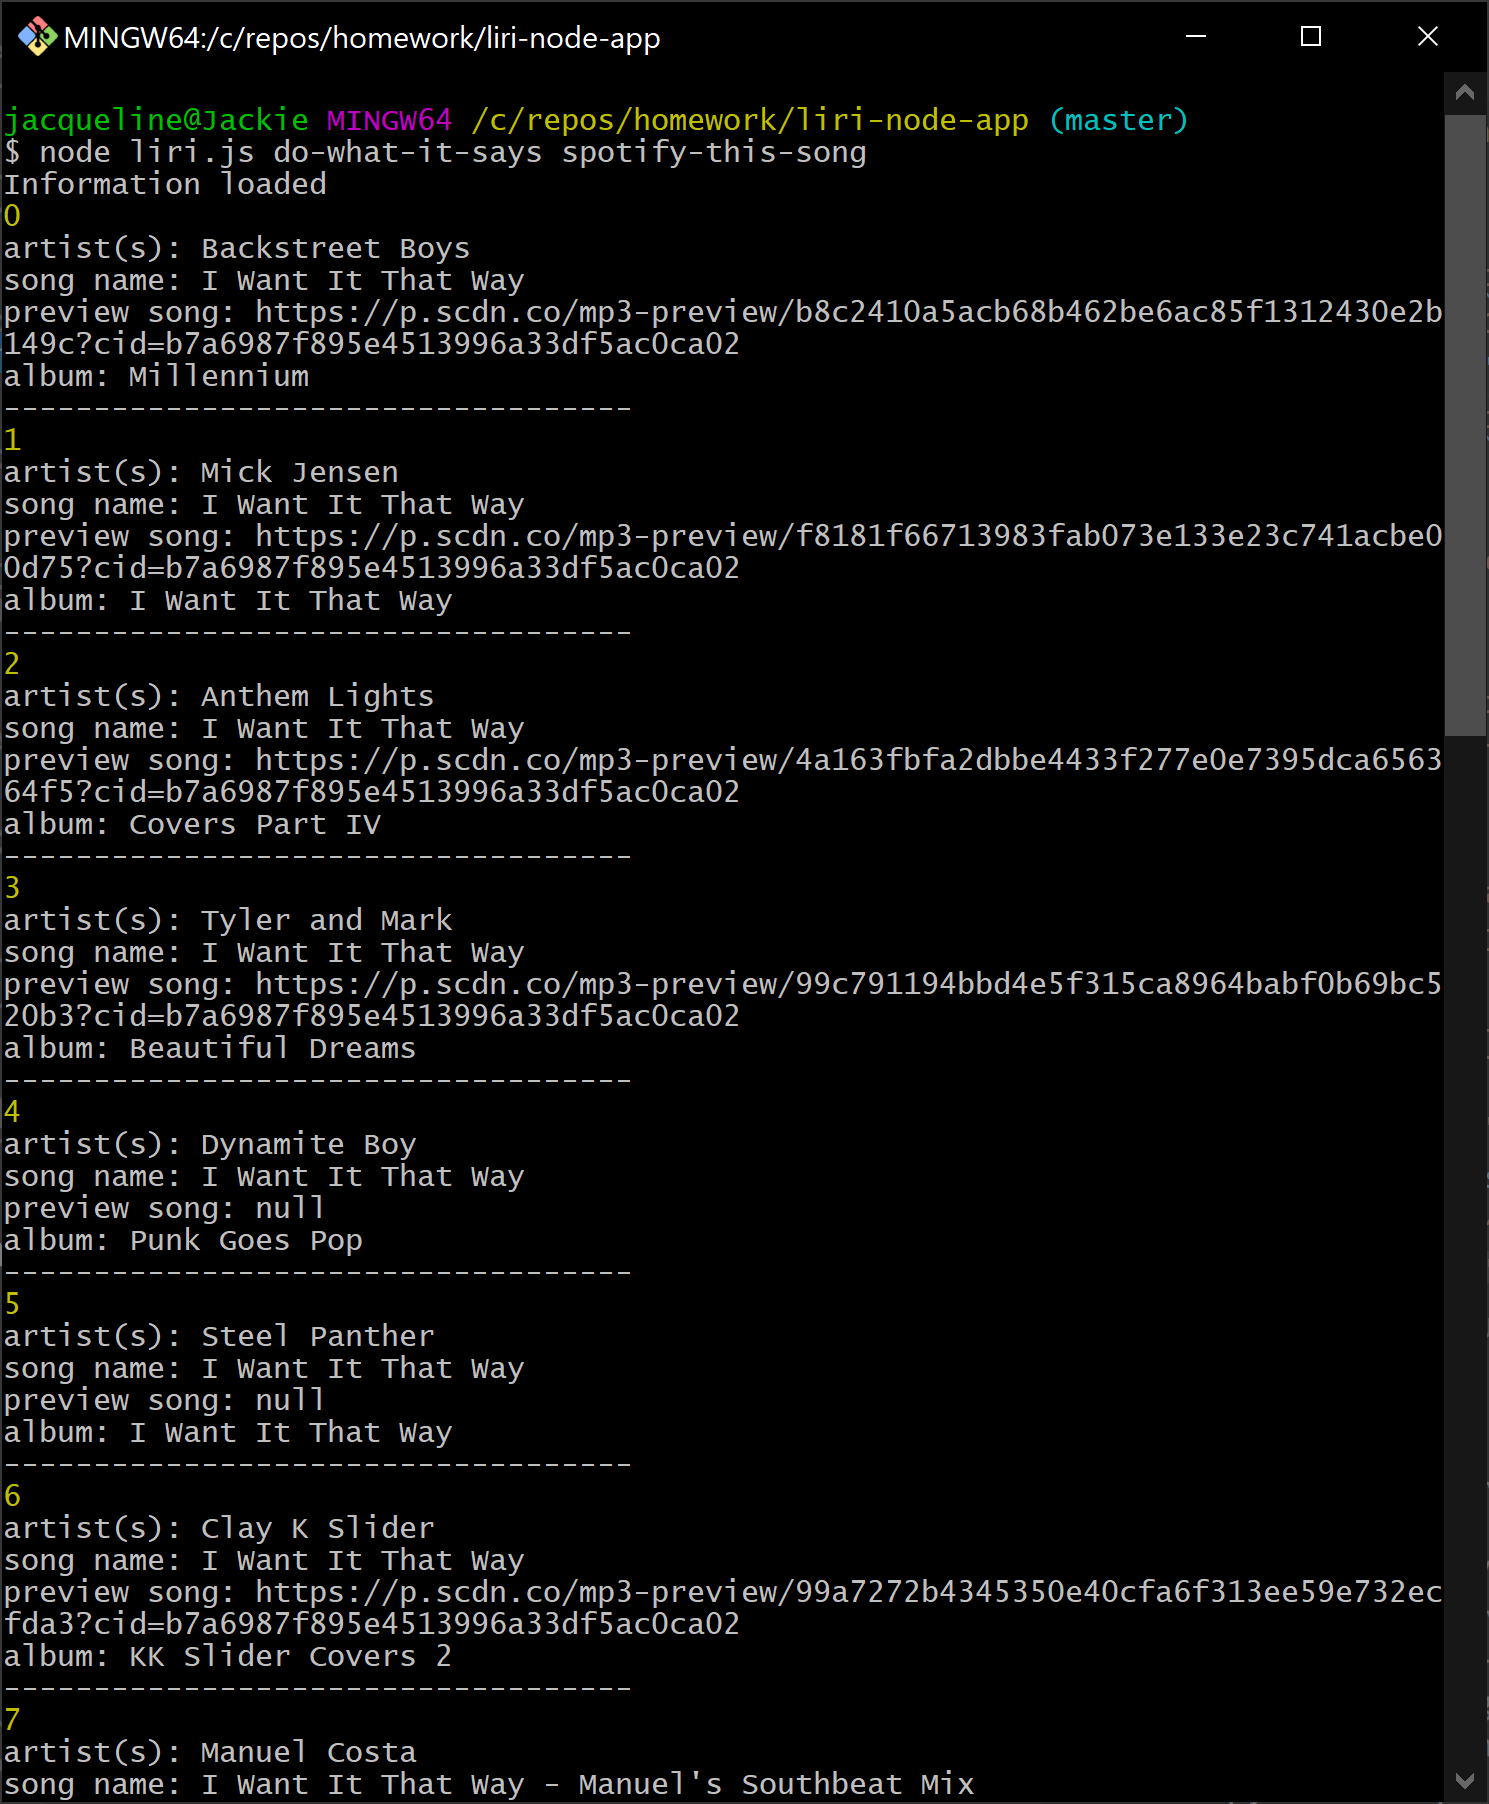 MINGW64:/c/repos/homework/liri-node-app
jacqueline@Jackie MINGW64 /c/repos/homework/liri-node-app (master)
$ node liri.js do-what-it-says spotify-this-song
Information loaded
0
artist(s): Backstreet Boys
song name: I Want It That Way
preview song: https://p.scdn.co/mp3-preview/b8c2410a5acb68b462be6ac85f1312430e2b
149c?cid=b7a6987f895e4513996a33df5ac0ca02
album: Millennium
-----------------------------------
1
artist(s): Mick Jensen
song name: I Want It That Way
preview song: https://p.scdn.co/mp3-preview/f8181f66713983fab073e133e23c741acbe0
0d75?cid=b7a6987f895e4513996a33df5ac0ca02
album: I Want It That Way
-----------------------------------
2
artist(s): Anthem Lights
song name: I Want It That Way
preview song: https://p.scdn.co/mp3-preview/4a163fbfa2dbbe4433f277e0e7395dca6563
64f5?cid=b7a6987f895e4513996a33df5ac0ca02
album: Covers Part IV
-----------------------------------
3
artist(s): Tyler and Mark
song name: I Want It That Way
preview song: https://p.scdn.co/mp3-preview/99c791194bbd4e5f315ca8964babf0b69bc5
20b3?cid=b7a6987f895e4513996a33df5ac0ca02
album: Beautiful Dreams
-----------------------------------
4
artist(s): Dynamite Boy
song name: I Want It That Way
preview song: null
album: Punk Goes Pop
-----------------------------------
5
artist(s): Steel Panther
song name: I Want It That Way
preview song: null
album: I Want It That Way
-----------------------------------
6
artist(s): Clay K Slider
song name: I Want It That Way
preview song: https://p.scdn.co/mp3-preview/99a7272b4345350e40cfa6f313ee59e732ec
fda3?cid=b7a6987f895e4513996a33df5ac0ca02
album: KK Slider Covers 2
-----------------------------------
7
artist(s): Manuel Costa
song name: I Want It That Way - Manuel's Southbeat Mix